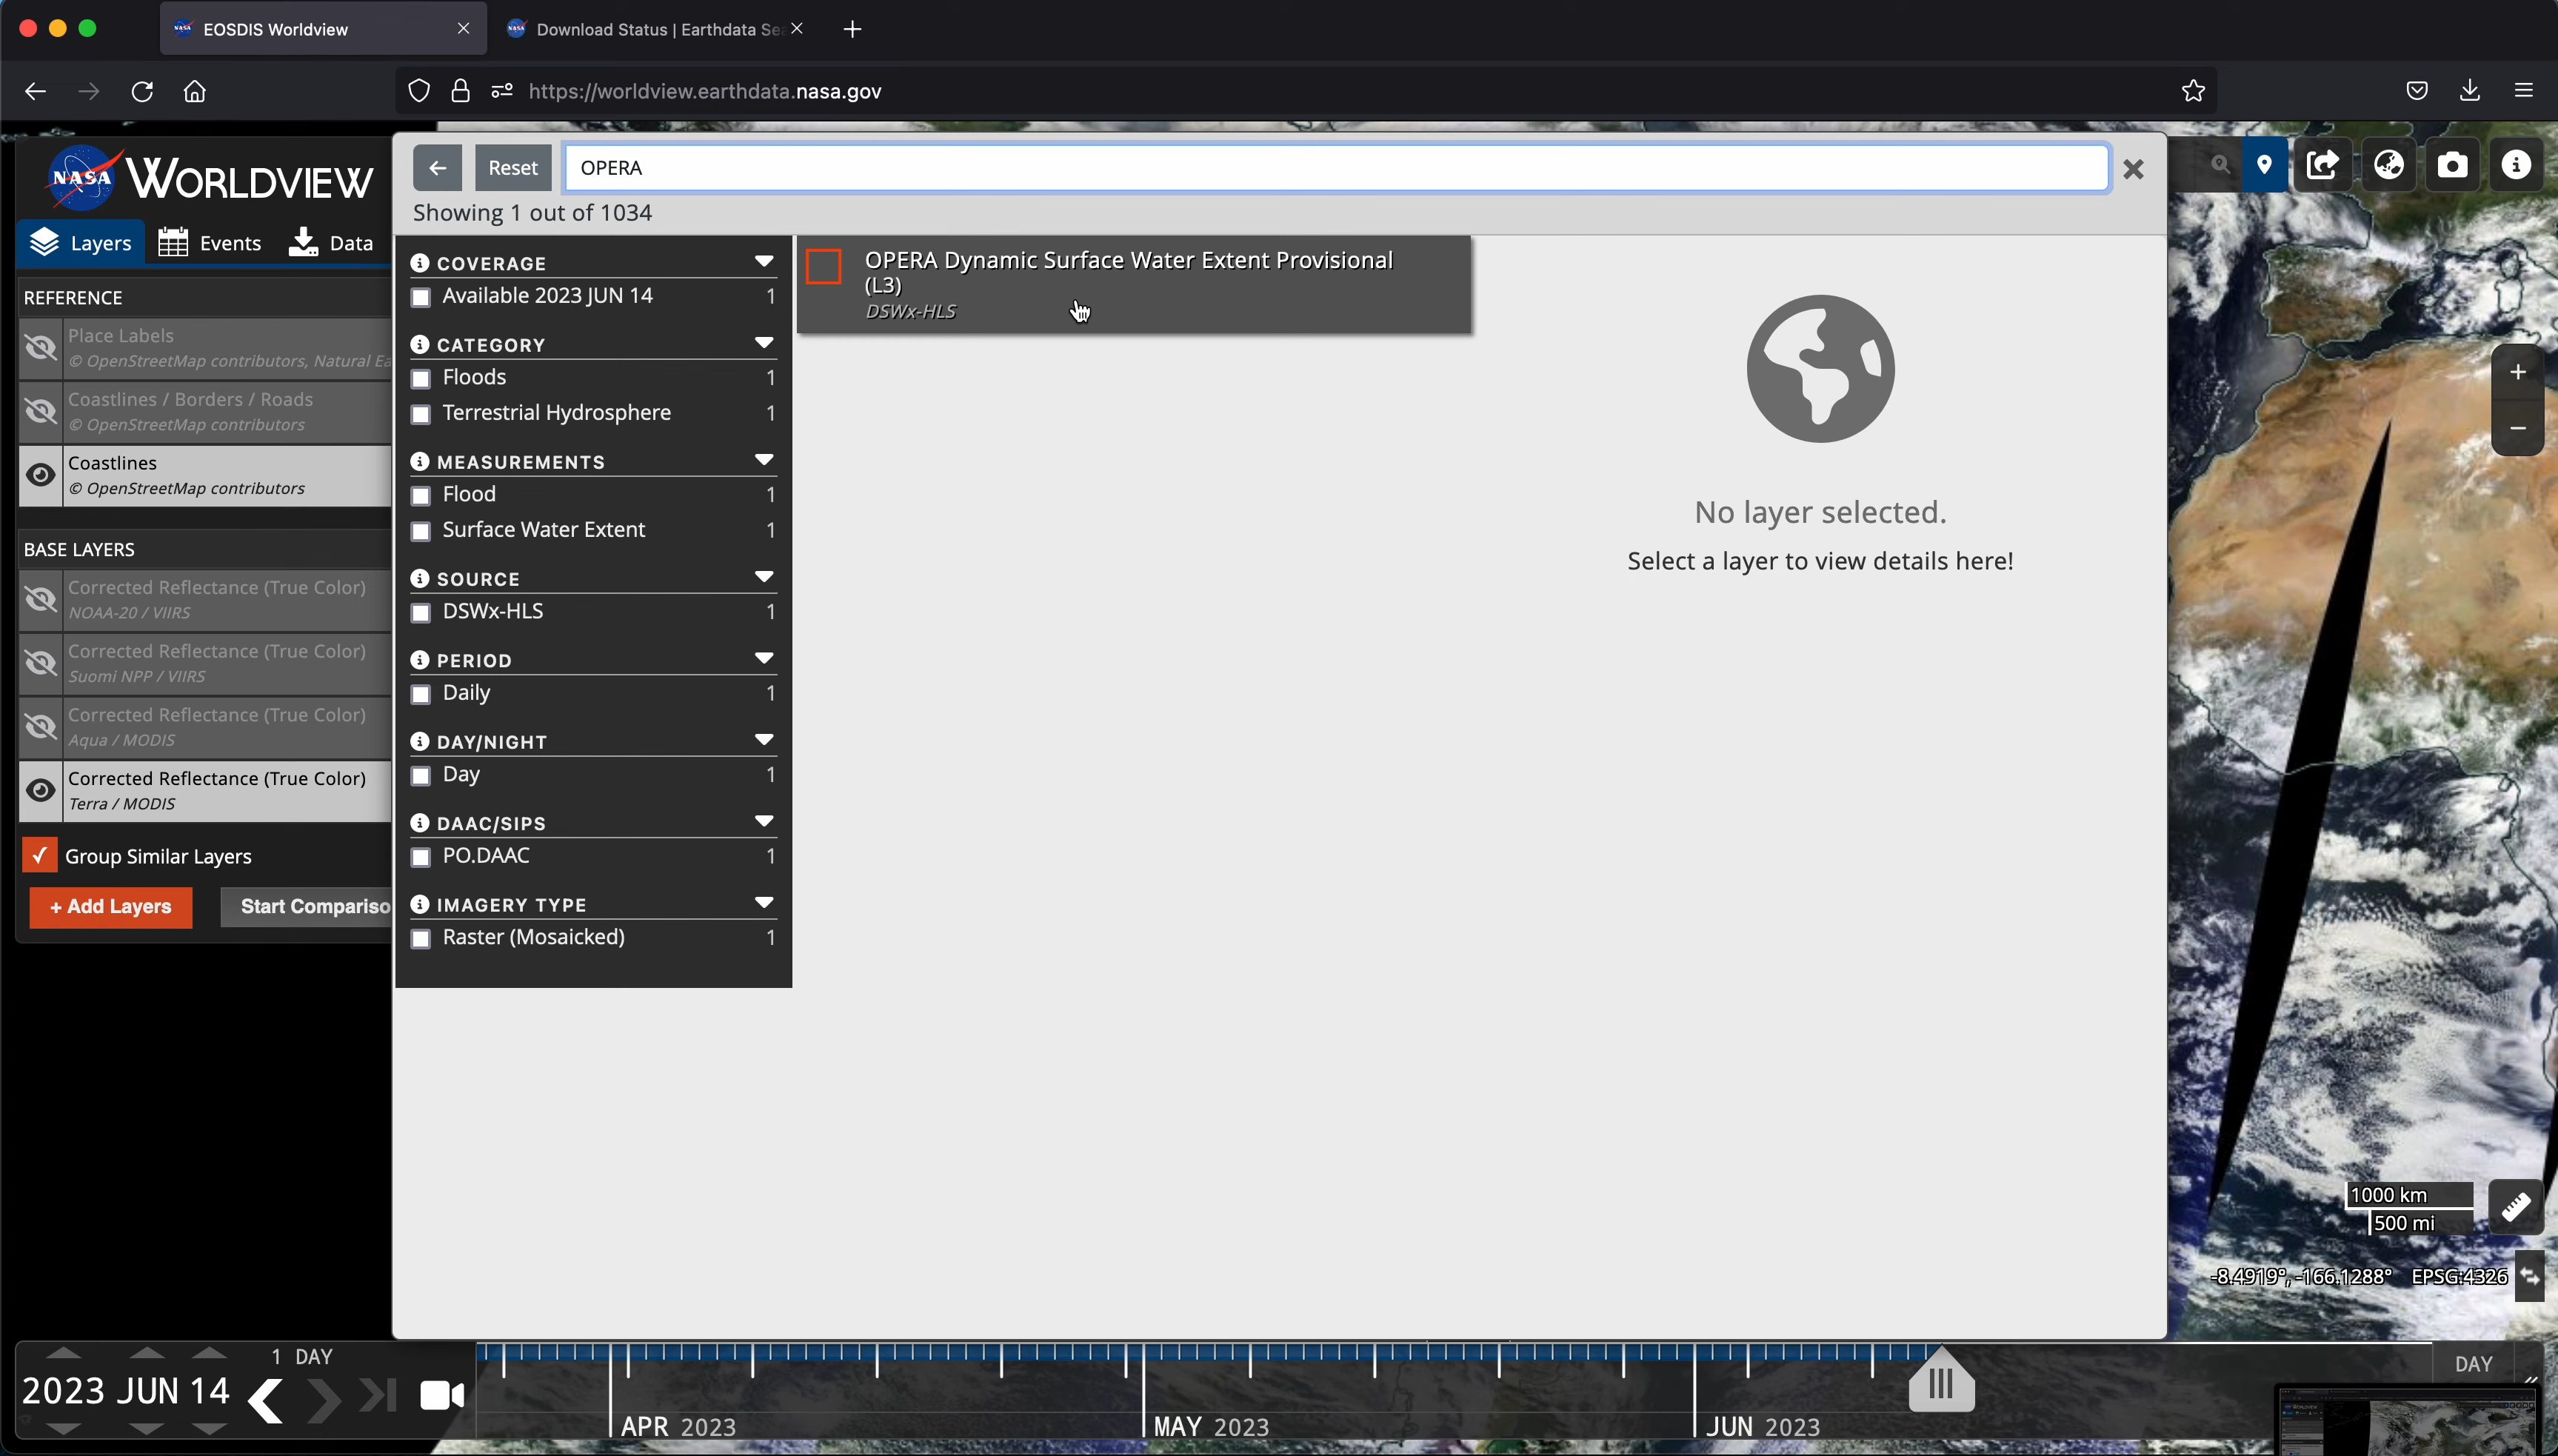 EOSDIS Worldview
Download Status | Earthdata Sea
https://worldview.earthdata.nasa.gov
NASA WORLDVIEW
Layers Events Data
REFERENCE
Place Labels
© OpenStreetMap contributors, Natural Ea
Coastlines / Borders / Roads
© OpenStreetMap contributors
Coastlines
© OpenStreetMap contributors
BASE LAYERS
Corrected Reflectance (True Color)
NOAA-20 / VIIRS
Corrected Reflectance (True Color)
Suomi NPP / VIIRS
Corrected Reflectance (True Color)
Aqua / MODIS
Corrected Reflectance (True Color)
Terra / MODIS
Group Similar Layers
+ Add Layers Start Compariso
Reset OPERA
Showing 1 out of 1034
COVERAGE
Available 2023 JUN 14 1
CATEGORY
Floods 1
Terrestrial Hydrosphere 1
MEASUREMENTS
Flood 1
Surface Water Extent 1
SOURCE
DSWx-HLS 1
PERIOD
Daily 1
DAY/NIGHT
Day 1
DAAC/SIPS
PO.DAAC 1
IMAGERY TYPE
Raster (Mosaicked) 1
OPERA Dynamic Surface Water Extent Provisional
(L3)
DSWx-HLS
No layer selected.
Select a layer to view details here!
1000 km
500 mi
-8.4919°, -166.1288° EPSG:4326
1 DAY
2023 JUN 14
APR 2023
MAY 2023
JUN 2023
DAY